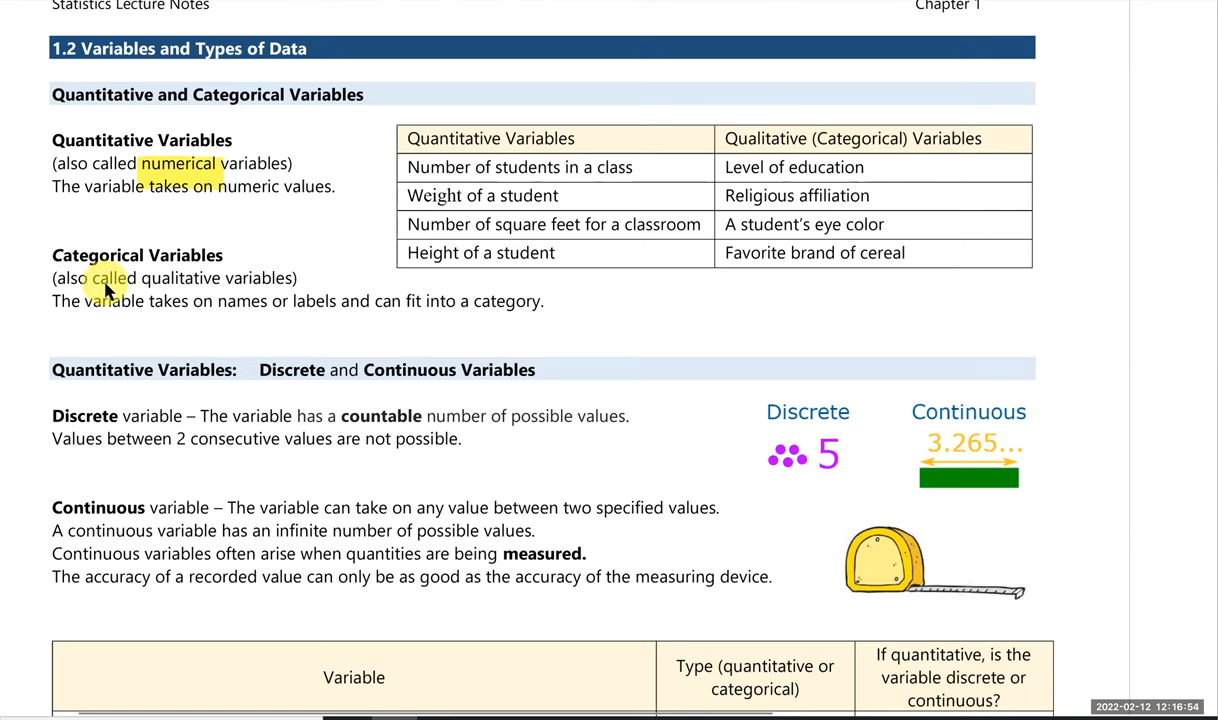 Statistics Lecture Notes Chapter 1
1.2 Variables and Types of Data
Quantitative and Categorical Variables
Quantitative Variables
(also called numerical variables)
The variable takes on numeric values.
Categorical Variables
(also called qualitative variables)
The variable takes on names or labels and can fit into a category.
Quantitative Variables Qualitative (Categorical) Variables
Number of students in a class Level of education
Weight of a student Religious affiliation
Number of square feet for a classroom A student's eye color
Height of a student Favorite brand of cereal
Quantitative Variables: Discrete and Continuous Variables
Discrete variable – The variable has a countable number of possible values.
Values between 2 consecutive values are not possible.
Discrete Continuous
5 3.265...
Continuous variable – The variable can take on any value between two specified values.
A continuous variable has an infinite number of possible values.
Continuous variables often arise when quantities are being measured.
The accuracy of a recorded value can only be as good as the accuracy of the measuring device.
Variable
Type (quantitative or
categorical)
If quantitative, is the
variable discrete or
continuous?
2022-02-12 12:16:54